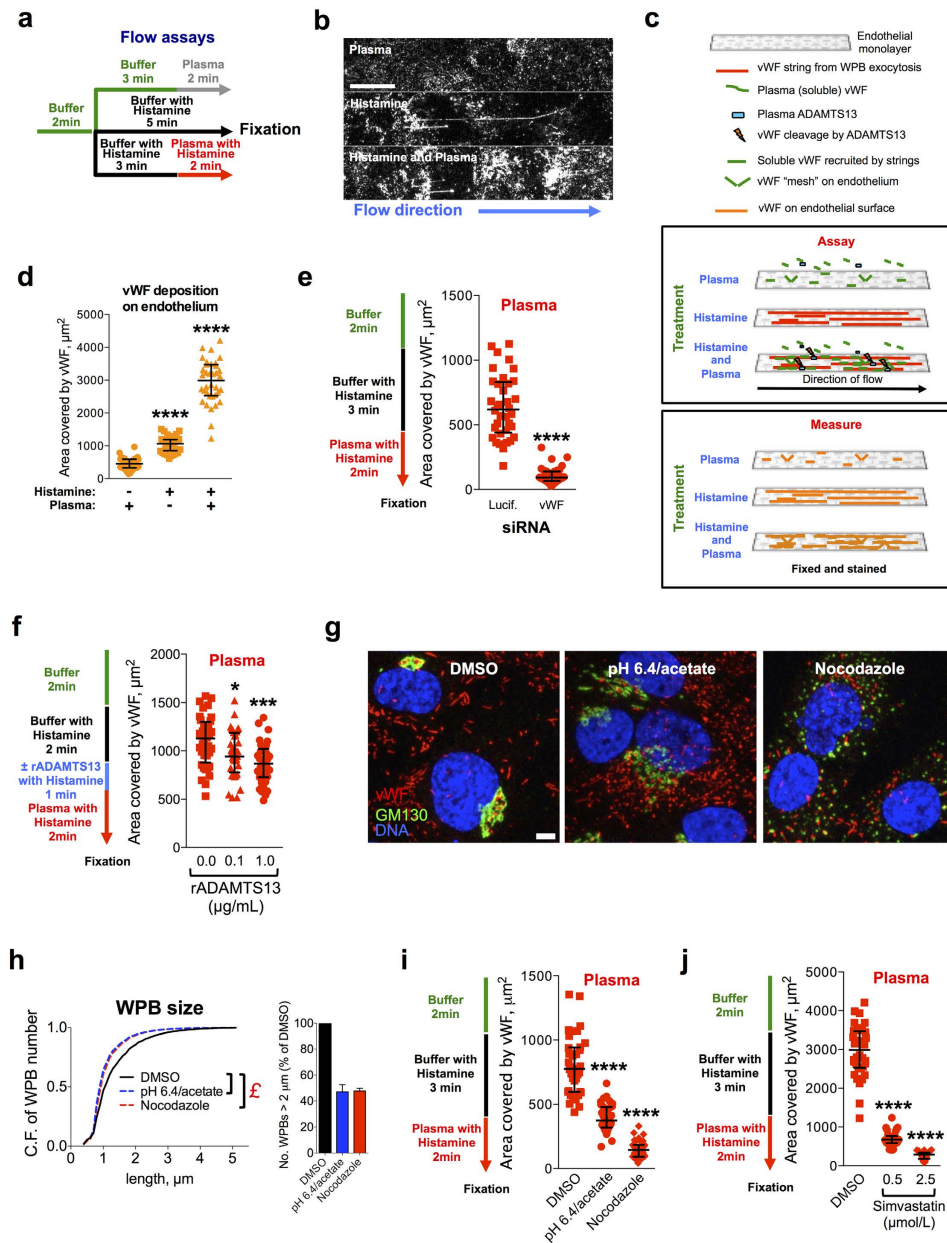 a
Flow assays
Buffer
3 min
Plasma
2 min
Buffer
2min
Buffer with
Histamine
5 min
Fixation
Buffer with
Histamine
3 min
Plasma with
Histamine
2 min
b
Plasma
Histamine
Histamine and Plasma
Flow direction
c
Endothelial
monolayer
vWF string from WPB exocytosis
Plasma (soluble) vWF
Plasma ADAMTS13
vWF cleavage by ADAMTS13
Soluble vWF recruited by strings
vWF "mesh" on endothelium
vWF on endothelial surface
Assay
Treatment
Plasma
Histamine
Histamine
and
Plasma
Direction of flow
Measure
Treatment
Plasma
Histamine
Histamine
and
Plasma
Fixed and stained
d
vWF deposition
on endothelium
Area covered by vWF, µm²
5000
4000
3000
2000
1000
0
****
****
Histamine: - + +
Plasma: + - +
e
Buffer
2min
Buffer with
Histamine
3 min
Plasma with
Histamine
2min
Fixation
Plasma
Area covered by vWF, µm²
1500
1000
500
0
****
Lucif. vWF
siRNA
f
Buffer
2min
Buffer with
Histamine
2 min
± rADAMTS13
with Histamine
1 min
Plasma with
Histamine
2min
Fixation
Plasma
Area covered by vWF, µm²
2000
1500
1000
500
0
*
***
0.0 0.1 1.0
rADAMTS13
(µg/mL)
g
DMSO
pH 6.4/acetate
Nocodazole
vWF
GM130
DNA
h
WPB size
C.F. of WPB number
1.0
0.5
0.0
0 1 2 3 4 5
length, µm
DMSO
pH 6.4/acetate
Nocodazole
£
No. WPBs > 2 µm (% of DMSO)
100
80
60
40
20
0
DMSO
pH 6.4/acetate
Nocodazole
i
Buffer
2min
Buffer with
Histamine
3 min
Plasma with
Histamine
2min
Fixation
Plasma
Area covered by vWF, µm²
1500
1000
500
0
****
****
DMSO
pH 6.4/acetate
Nocodazole
j
Buffer
2min
Buffer with
Histamine
3 min
Plasma with
Histamine
2min
Fixation
Plasma
Area covered by vWF, µm²
5000
4000
3000
2000
1000
0
****
****
DMSO
0.5 2.5
Simvastatin
(µmol/L)